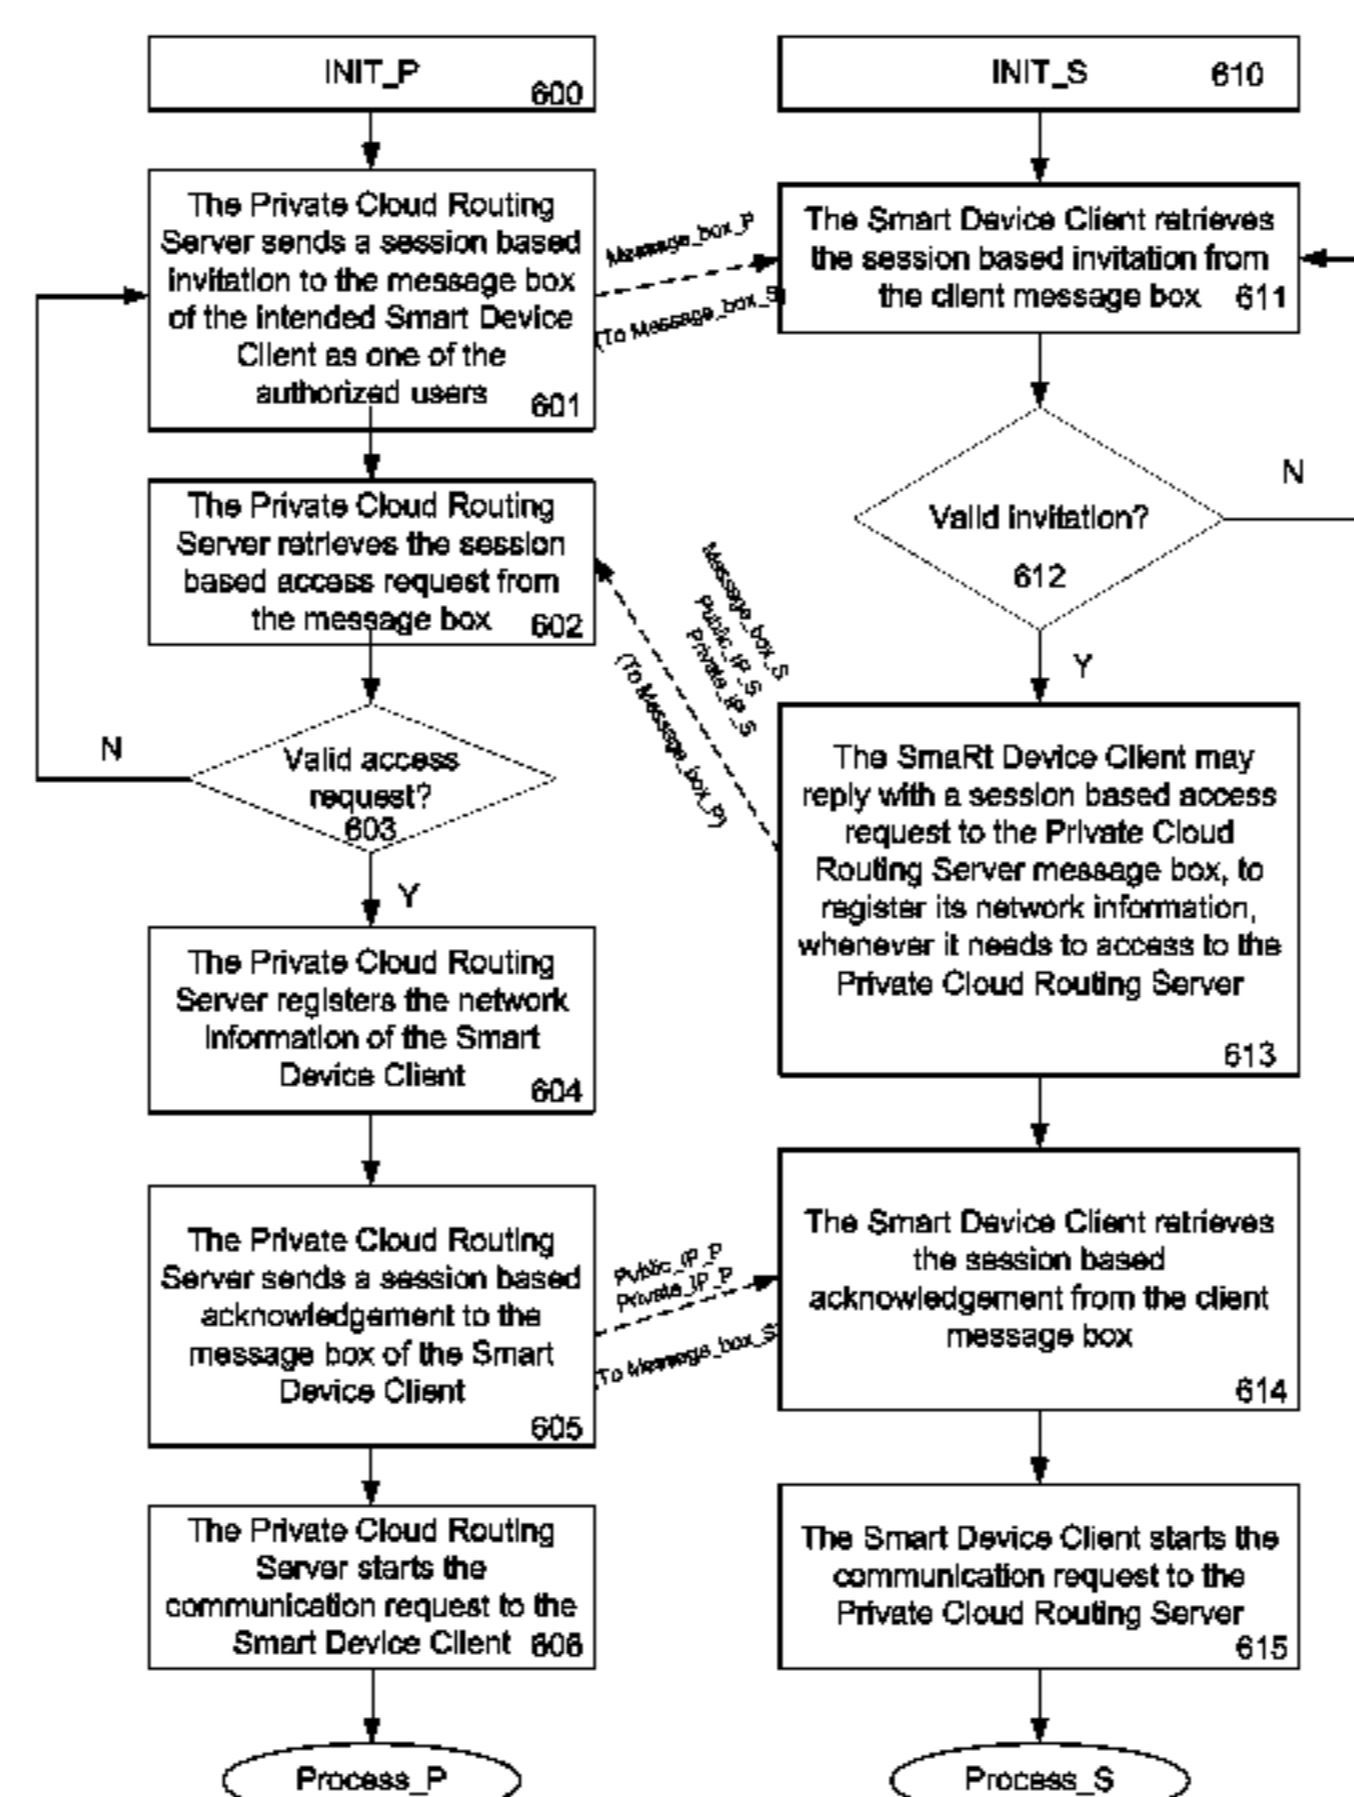 INIT_P
600
The Private Cloud Routing
Server sends a session based
invitation to the message box
of the intended Smart Device
Client as one of the
authorized users
601
The Private Cloud Routing
Server retrieves the session
based access request from
the message box 602
N
Valid access
request?
603
Y
The Private Cloud Routing
Server registers the network
information of the Smart
Device Client
604
The Private Cloud Routing
Server sends a session based
acknowledgement to the
message box of the Smart
Device Client
605
The Private Cloud Routing
Server starts the
communication request to the
Smart Device Client 606
Process_P
Message_box_P
(To Message_box_S)
Message_box_S
Public_IP_S
Private_IP_S
(To Message_box_P)
Public_IP_P
Private_IP_P
(To Message_box_S)
INIT_S 610
The Smart Device Client retrieves
the session based invitation from
the client message box 611
Valid invitation?
612
N
Y
The SmaRt Device Client may
reply with a session based access
request to the Private Cloud
Routing Server message box, to
register its network information,
whenever it needs to access to the
Private Cloud Routing Server
613
The Smart Device Client retrieves
the session based
acknowledgement from the client
message box
614
The Smart Device Client starts the
communication request to the
Private Cloud Routing Server
615
Process_S